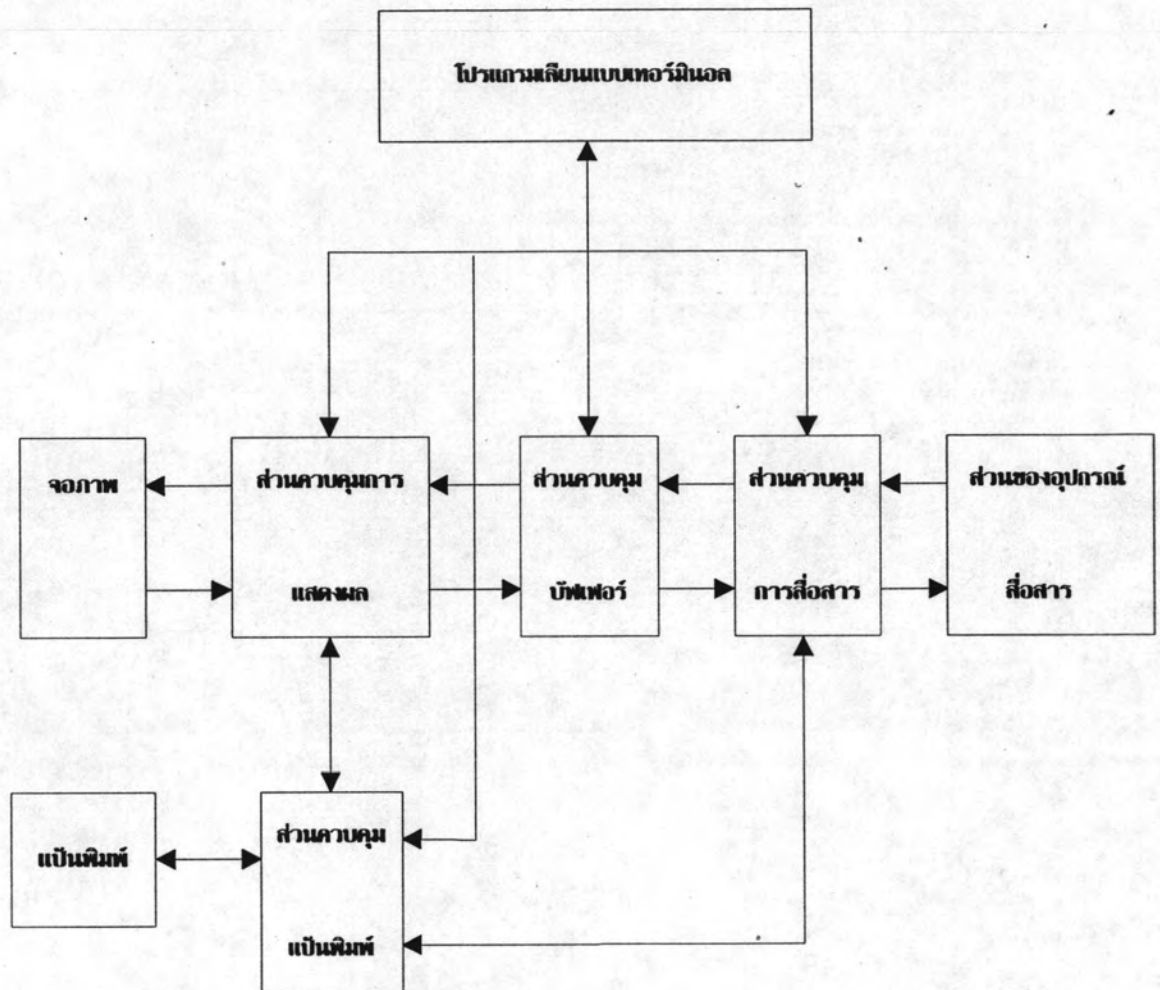 โปรแกรมเลียนแบบเทอร์มินอล
จอภาพ
ส่วนควบคุมการ
แสดงผล
ส่วนควบคุม
บัฟเฟอร์
ส่วนควบคุม
การสื่อสาร
ส่วนของอุปกรณ์
สื่อสาร
แป้นพิมพ์
ส่วนควบคุม
แป้นพิมพ์